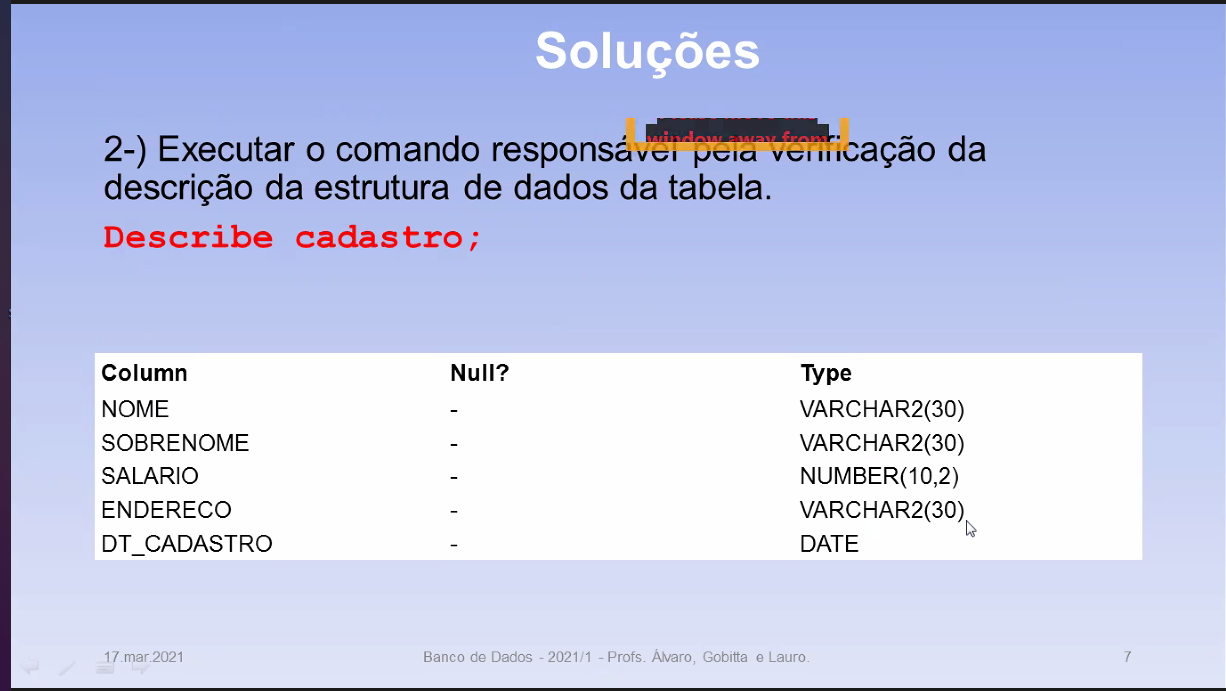 Soluções
window away from
2-) Executar o comando responsável pela verificação da
descrição da estrutura de dados da tabela.
Describe cadastro;
Column Null? Type
NOME - VARCHAR2(30)
SOBRENOME - VARCHAR2(30)
SALARIO - NUMBER(10,2)
ENDERECO - VARCHAR2(30)
DT_CADASTRO - DATE
17.mar.2021 Banco de Dados - 2021/1 - Profs. Álvaro, Gobitta e Lauro. 7